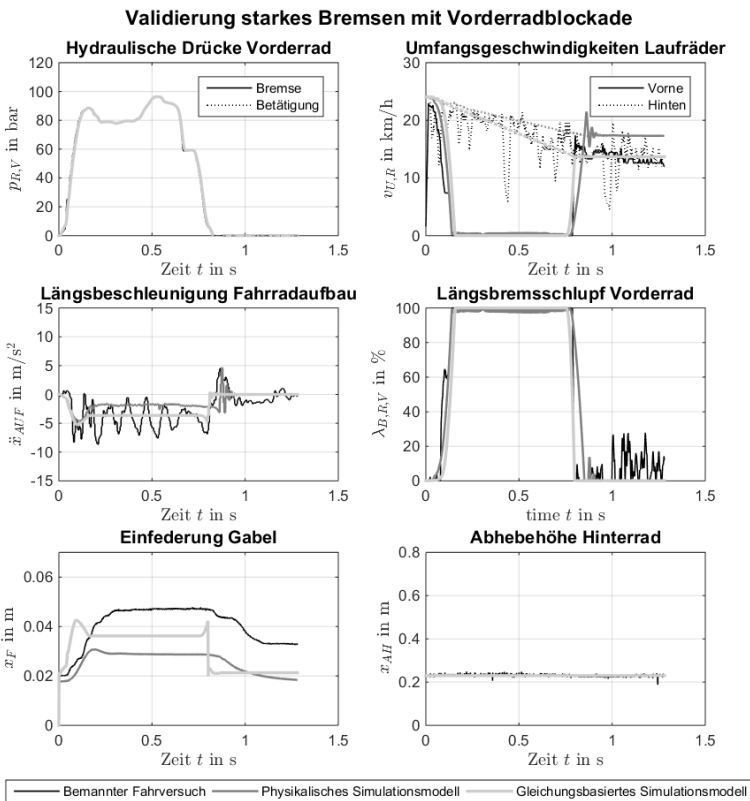 Validierung starkes Bremsen mit Vorderradblockade
Hydraulische Drücke Vorderrad
120
100
80
60
40
20
0
p_{R,V} in bar
Bremse
Betätigung
0 0.5 1 1.5
Zeit t in s
Umfangsgeschwindigkeiten Laufräder
30
20
10
0
v_{U,R} in km/h
Vorne
Hinten
0 0.5 1 1.5
Zeit t in s
Längsbeschleunigung Fahrradaufbau
15
10
5
0
-5
-10
-15
ẍ_{AUF} in m/s²
0 0.5 1 1.5
Zeit t in s
Längsbremsschlupf Vorderrad
100
80
60
40
20
0
λ_{B,R,V} in %
0 0.5 1 1.5
time t in s
Einfederung Gabel
0.06
0.04
0.02
0
x_F in m
0 0.5 1 1.5
Zeit t in s
Abhebehöhe Hinterrad
0.8
0.6
0.4
0.2
0
x_{AH} in m
0 0.5 1 1.5
Zeit t in s
Bemannter Fahrversuch Physikalisches Simulationsmodell Gleichungsbasiertes Simulationsmodell